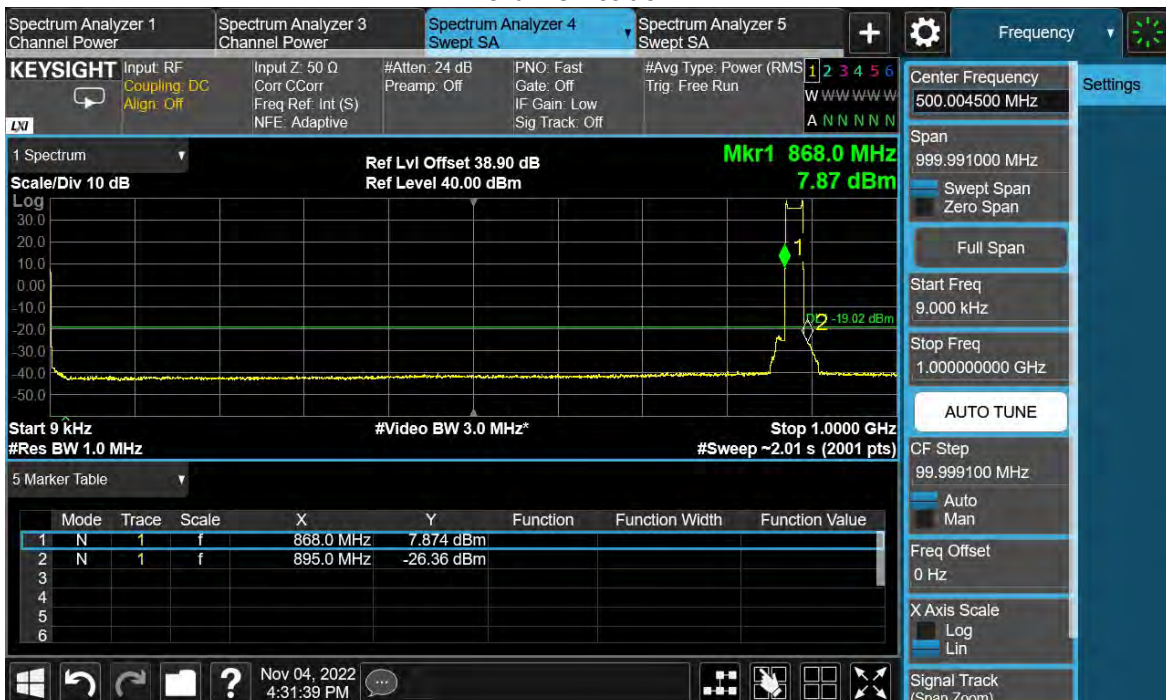 Spectrum Analyzer 1
Channel Power
Spectrum Analyzer 3
Channel Power
Spectrum Analyzer 4
Swept SA
Spectrum Analyzer 5
Swept SA
+
Frequency
KEYSIGHT
LXI
Input: RF
Coupling: DC
Align: Off
Input Z: 50 Ω
Corr CCorr
Freq Ref: Int (S)
NFE: Adaptive
#Atten: 24 dB
Preamp: Off
PNO: Fast
Gate: Off
IF Gain: Low
Sig Track: Off
#Avg Type: Power (RMS
Trig: Free Run
1 2 3 4 5 6
W W W W W W
A N N N N N
1 Spectrum
Scale/Div 10 dB
Ref Lvl Offset 38.90 dB
Ref Level 40.00 dBm
Mkr1 868.0 MHz
7.87 dBm
Log
30.0
20.0
10.0
0.00
-10.0
-20.0
-30.0
-40.0
-50.0
1
2
-19.02 dBm
Start 9 kHz
#Res BW 1.0 MHz
#Video BW 3.0 MHz*
Stop 1.0000 GHz
#Sweep ~2.01 s (2001 pts)
5 Marker Table
Mode Trace Scale X Y Function Function Width Function Value
1 N 1 f 868.0 MHz 7.874 dBm
2 N 1 f 895.0 MHz -26.36 dBm
3
4
5
6
?
Nov 04, 2022
4:31:39 PM
Center Frequency
500.004500 MHz
Span
999.991000 MHz
Swept Span
Zero Span
Full Span
Start Freq
9.000 kHz
Stop Freq
1.000000000 GHz
AUTO TUNE
CF Step
99.999100 MHz
Auto
Man
Freq Offset
0 Hz
X Axis Scale
Log
Lin
Signal Track
(Span Zoom)
Settings